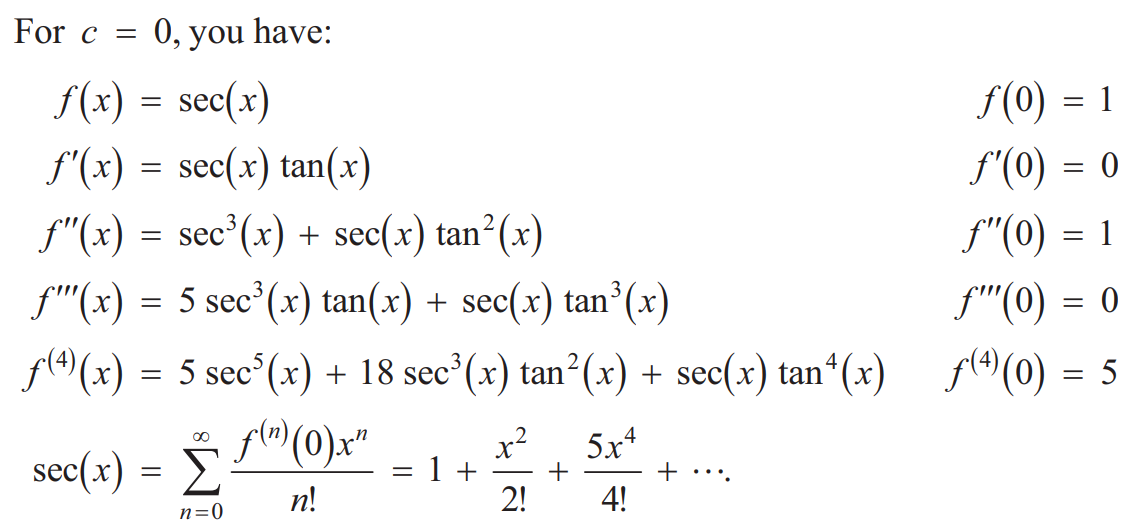 For c = 0, you have:
f(x) = sec(x) f(0) = 1
f′(x) = sec(x) tan(x) f′(0) = 0
f″(x) = sec³(x) + sec(x) tan²(x) f″(0) = 1
f‴(x) = 5 sec³(x) tan(x) + sec(x) tan³(x) f‴(0) = 0
f⁽⁴⁾(x) = 5 sec⁵(x) + 18 sec³(x) tan²(x) + sec(x) tan⁴(x) f⁽⁴⁾(0) = 5
sec(x) = ∑_{n=0}^{∞} f⁽ⁿ⁾(0)xⁿ / n! = 1 + x²/2! + 5x⁴/4! + ⋯.